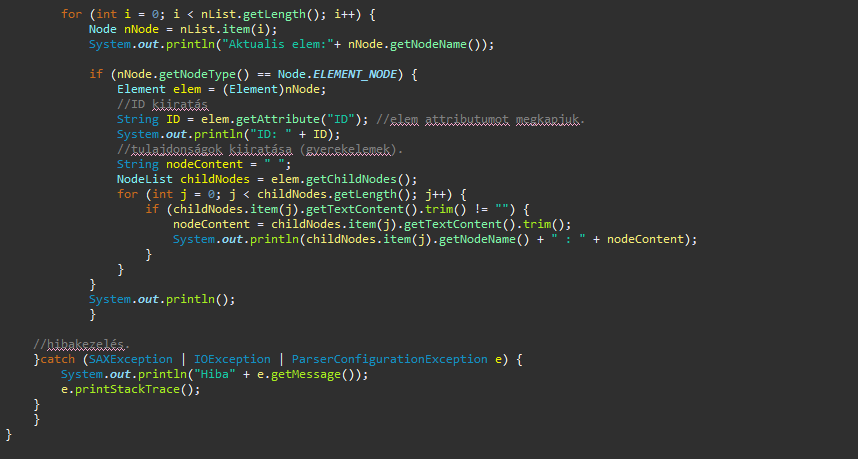 for (int i = 0; i < nList.getLength(); i++) {
Node nNode = nList.item(i);
System.out.println("Aktualis elem:"+ nNode.getNodeName());
if (nNode.getNodeType() == Node.ELEMENT_NODE) {
Element elem = (Element)nNode;
//ID kiiratás
String ID = elem.getAttribute("ID"); //elem attributumot megkapjuk.
System.out.println("ID: " + ID);
//tulajdonságok kiiratása (gyerekelemek).
String nodeContent = " ";
NodeList childNodes = elem.getChildNodes();
for (int j = 0; j < childNodes.getLength(); j++) {
if (childNodes.item(j).getTextContent().trim() != "") {
nodeContent = childNodes.item(j).getTextContent().trim();
System.out.println(childNodes.item(j).getNodeName() + " : " + nodeContent);
}
}
}
System.out.println();
}
//hibakezelés.
}catch (SAXException | IOException | ParserConfigurationException e) {
System.out.println("Hiba" + e.getMessage());
e.printStackTrace();
}
}
}